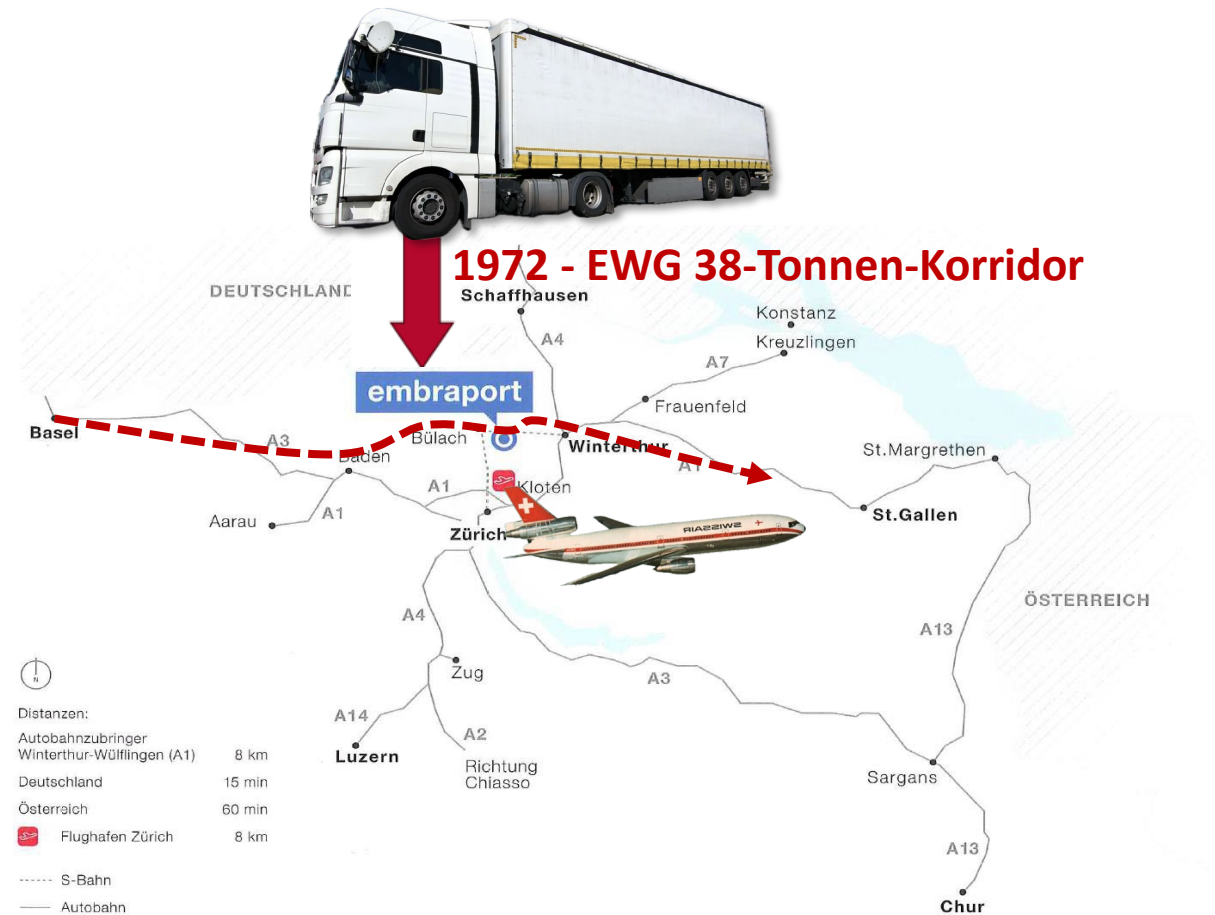 1972 - EWG 38-Tonnen-Korridor
DEUTSCHLAND
Schaffhausen
Konstanz
Kreuzlingen
A4
A7
embraport
Frauenfeld
Basel
A3
Bülach
Winterthur
St.Margrethen
Baden
A1
A1
Kloten
Aarau
A1
St.Gallen
Zürich
SWISSAIR
ÖSTERREICH
A4
A13
Zug
A3
N
Distanzen:
Autobahnzubringer
Winterthur-Wülflingen (A1) 8 km
Deutschland 15 min
Österreich 60 min
Flughafen Zürich 8 km
A14
A2
Luzern
Richtung
Chiasso
Sargans
A13
Chur
S-Bahn
Autobahn